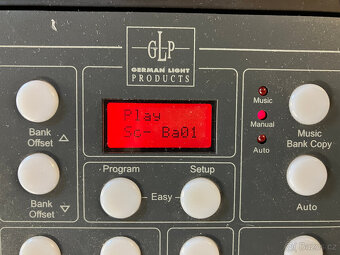 GLP
GERMAN LIGHT
PRODUCTS
Play
Sc- Ba01
Music
Manual
Auto
Bank
Offset
Program
Setup
Easy
Music
Bank Copy
Bank
Offset
Auto